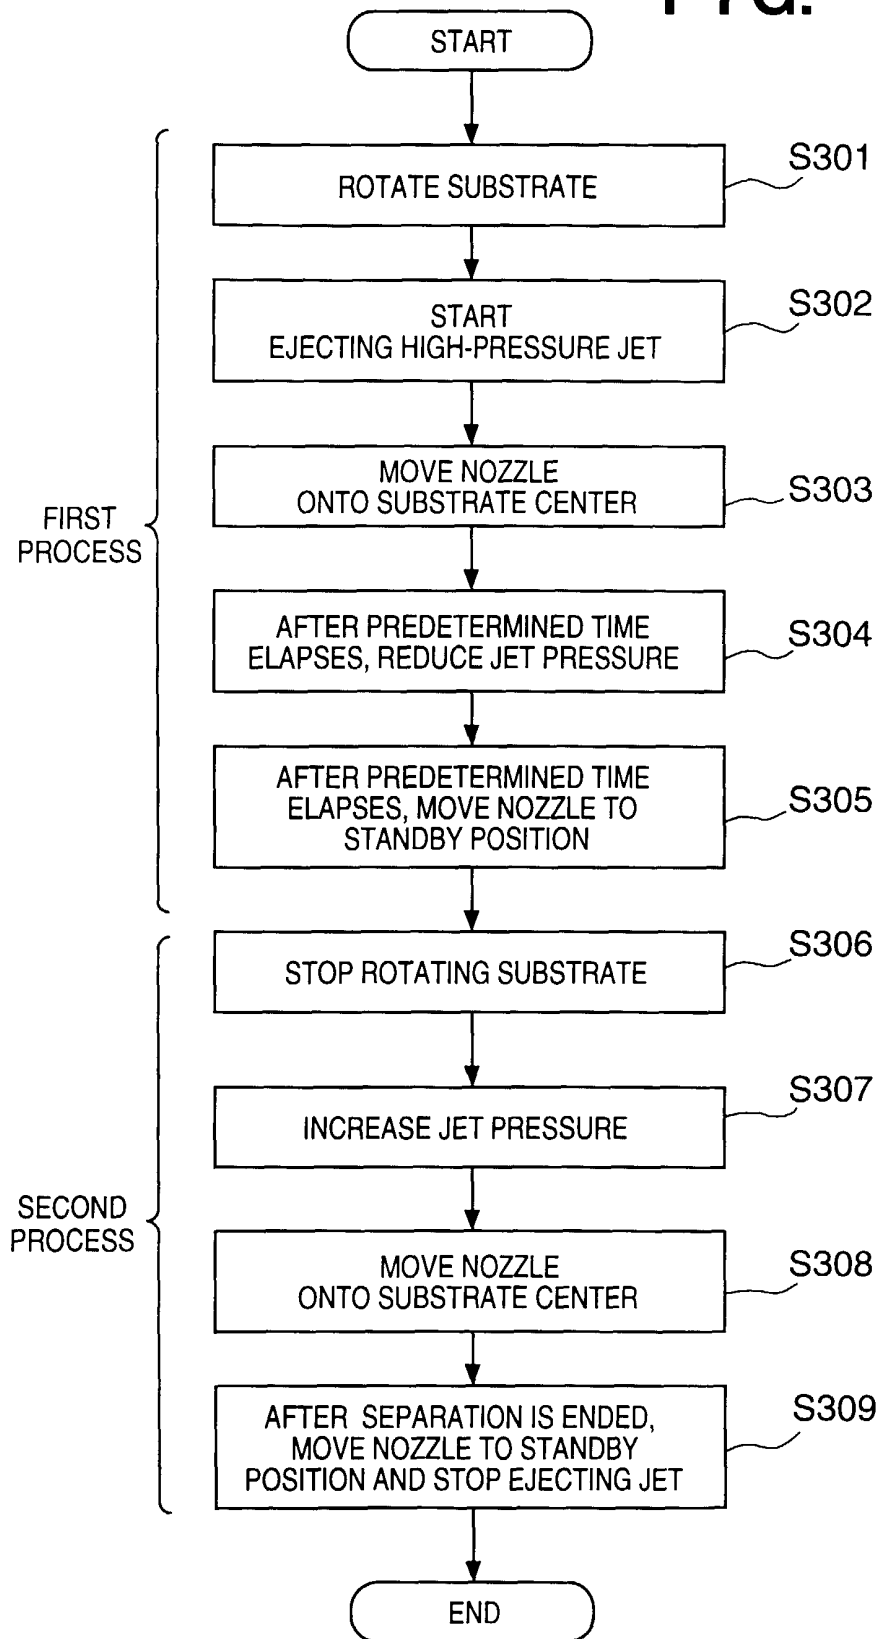 FIG.
START
S301
ROTATE SUBSTRATE
S302
START
EJECTING HIGH-PRESSURE JET
MOVE NOZZLE
ONTO SUBSTRATE CENTER
S303
FIRST
PROCESS
AFTER PREDETERMINED TIME
ELAPSES, REDUCE JET PRESSURE
S304
AFTER PREDETERMINED TIME
ELAPSES, MOVE NOZZLE TO
STANDBY POSITION
S305
S306
STOP ROTATING SUBSTRATE
S307
INCREASE JET PRESSURE
SECOND
PROCESS
MOVE NOZZLE
ONTO SUBSTRATE CENTER
S308
S309
AFTER SEPARATION IS ENDED,
MOVE NOZZLE TO STANDBY
POSITION AND STOP EJECTING JET
END